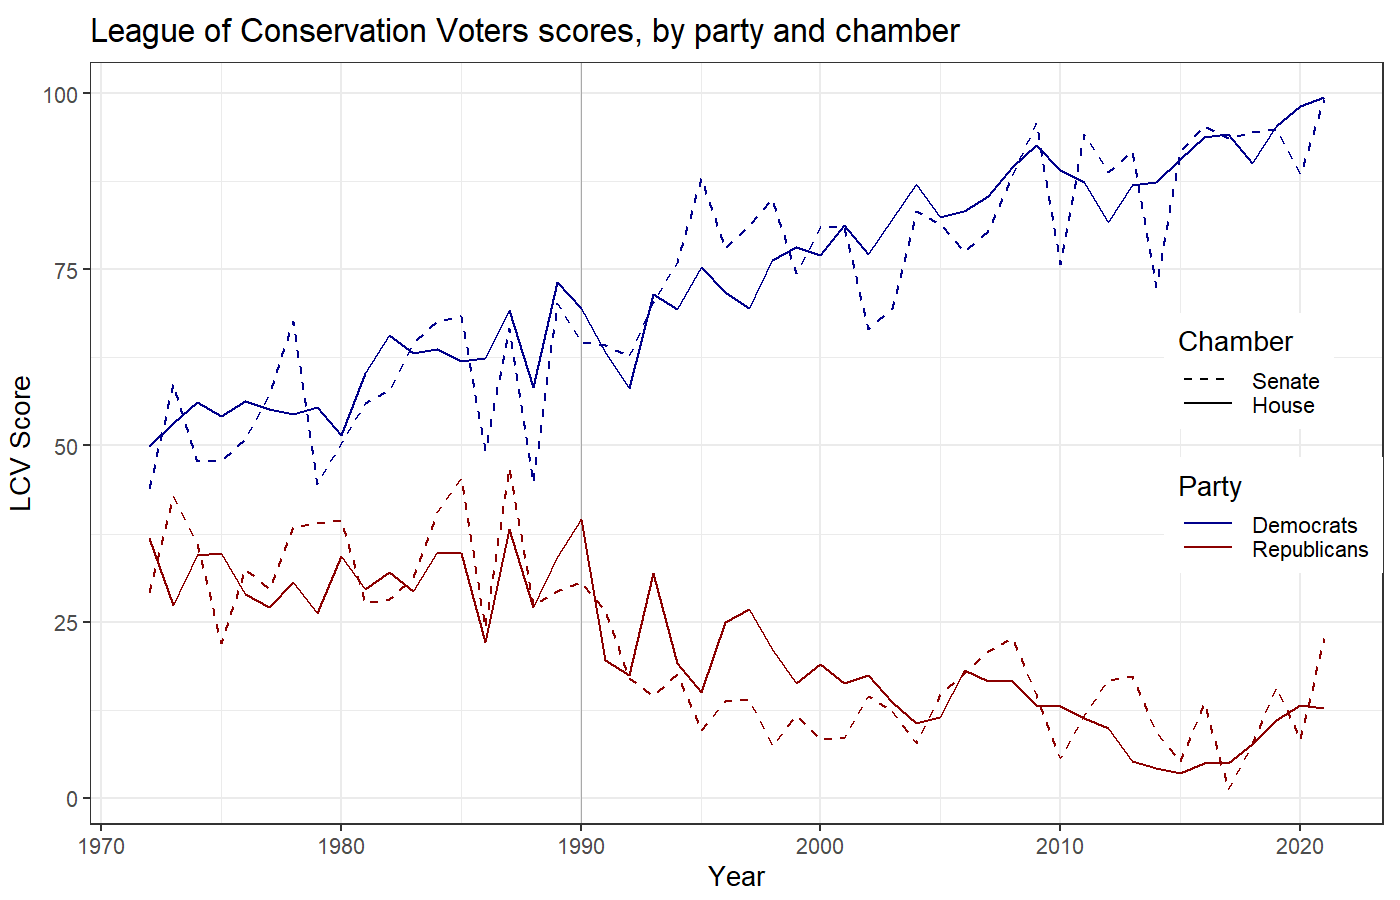 League of Conservation Voters scores, by party and chamber
100
75
50
25
0
LCV Score
1970
1980
1990
2000
2010
2020
Year
Chamber
Senate
House
Party
Democrats
Republicans